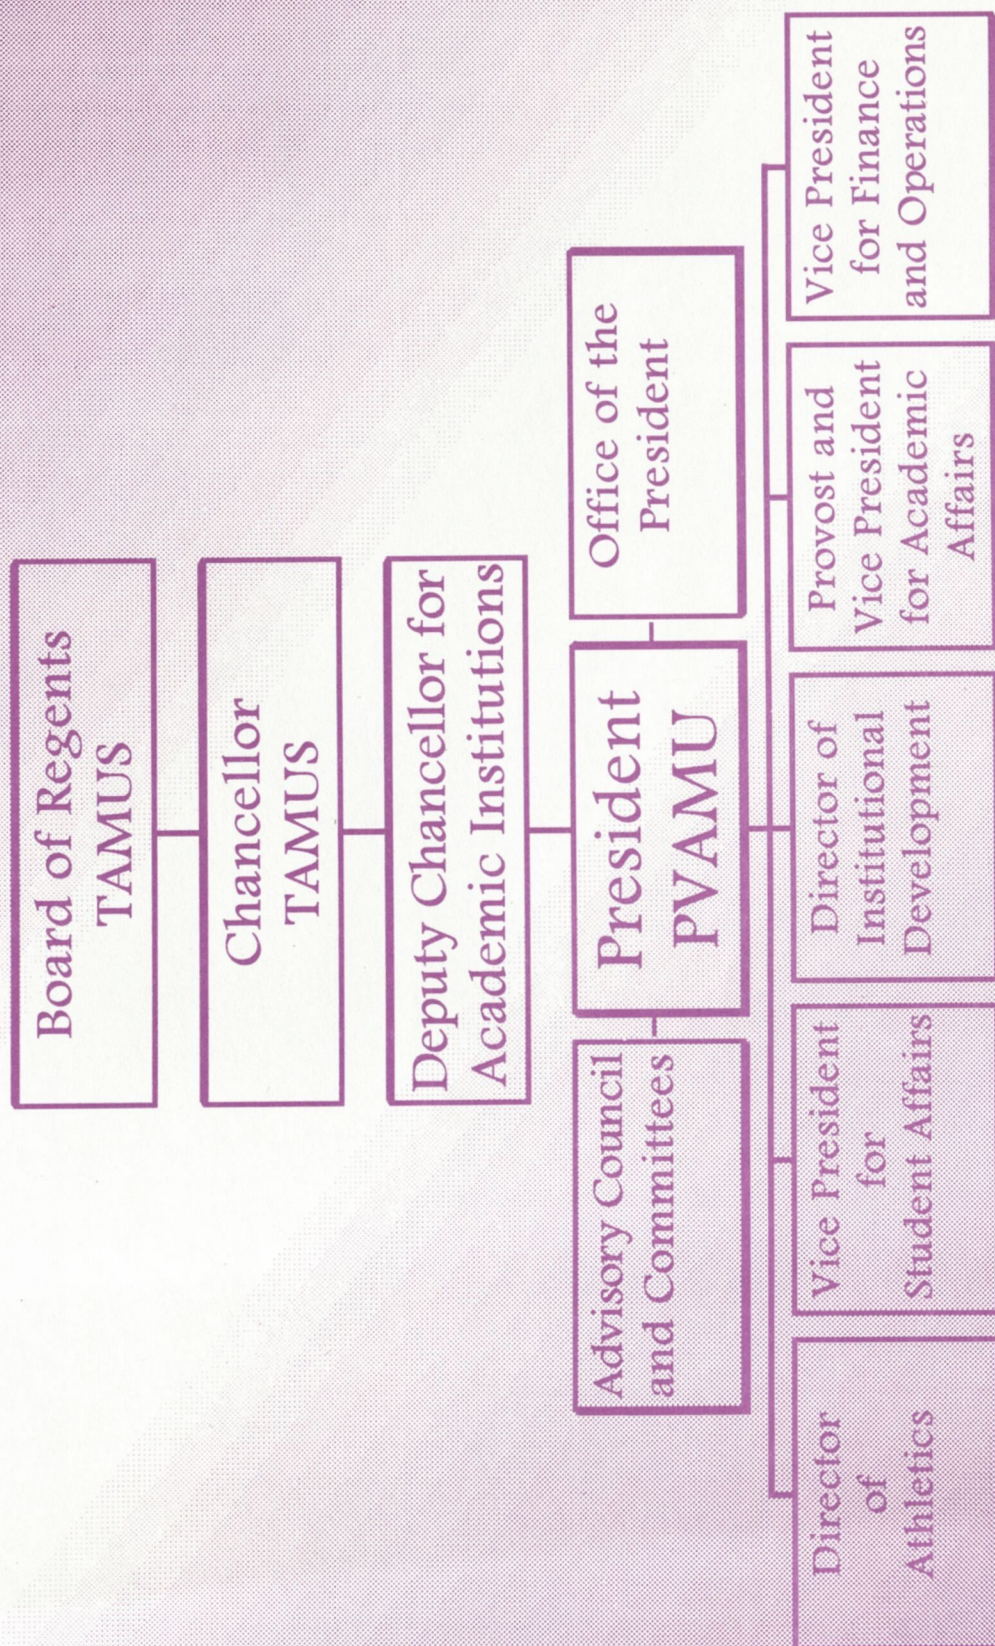 Board of Regents
TAMUS
Chancellor
TAMUS
Deputy Chancellor for
Academic Institutions
Advisory Council
and Committees
President
PVAMU
Office of the
President
Director
of
Athletics
Vice President
for
Student Affairs
Director of
Institutional
Development
Provost and
Vice President
for Academic
Affairs
Vice President
for Finance
and Operations